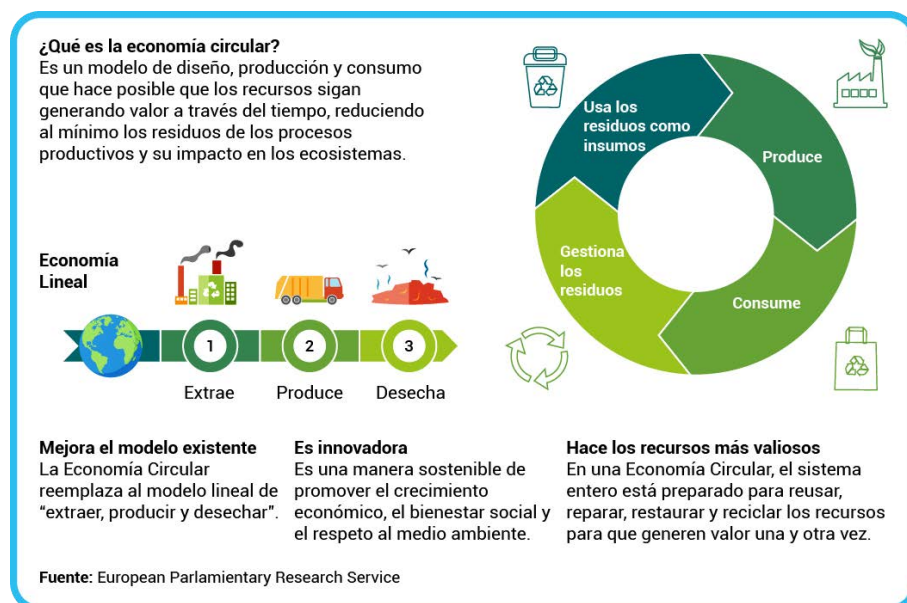 ¿Qué es la economía circular?
Es un modelo de diseño, producción y consumo
que hace posible que los recursos sigan
generando valor a través del tiempo, reduciendo
al mínimo los residuos de los procesos
productivos y su impacto en los ecosistemas.
Usa los
residuos como
insumos
Produce
Gestiona
los
residuos
Consume
Economía
Lineal
1
2
3
Extrae
Produce
Desecha
Mejora el modelo existente
La Economía Circular
reemplaza al modelo lineal de
“extraer, producir y desechar”.
Es innovadora
Es una manera sostenible de
promover el crecimiento
económico, el bienestar social y
el respeto al medio ambiente.
Hace los recursos más valiosos
En una Economía Circular, el sistema
entero está preparado para reusar,
reparar, restaurar y reciclar los recursos
para que generen valor una y otra vez.
Fuente: European Parlamientary Research Service